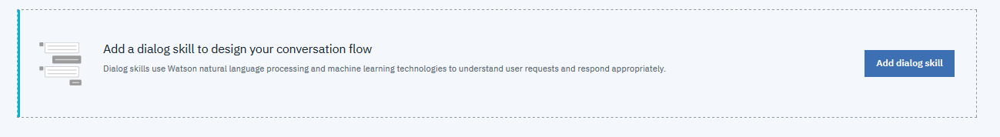 Add a dialog skill to design your conversation flow
Dialog skills use Watson natural language processing and machine learning technologies to understand user requests and respond appropriately.
Add dialog skill